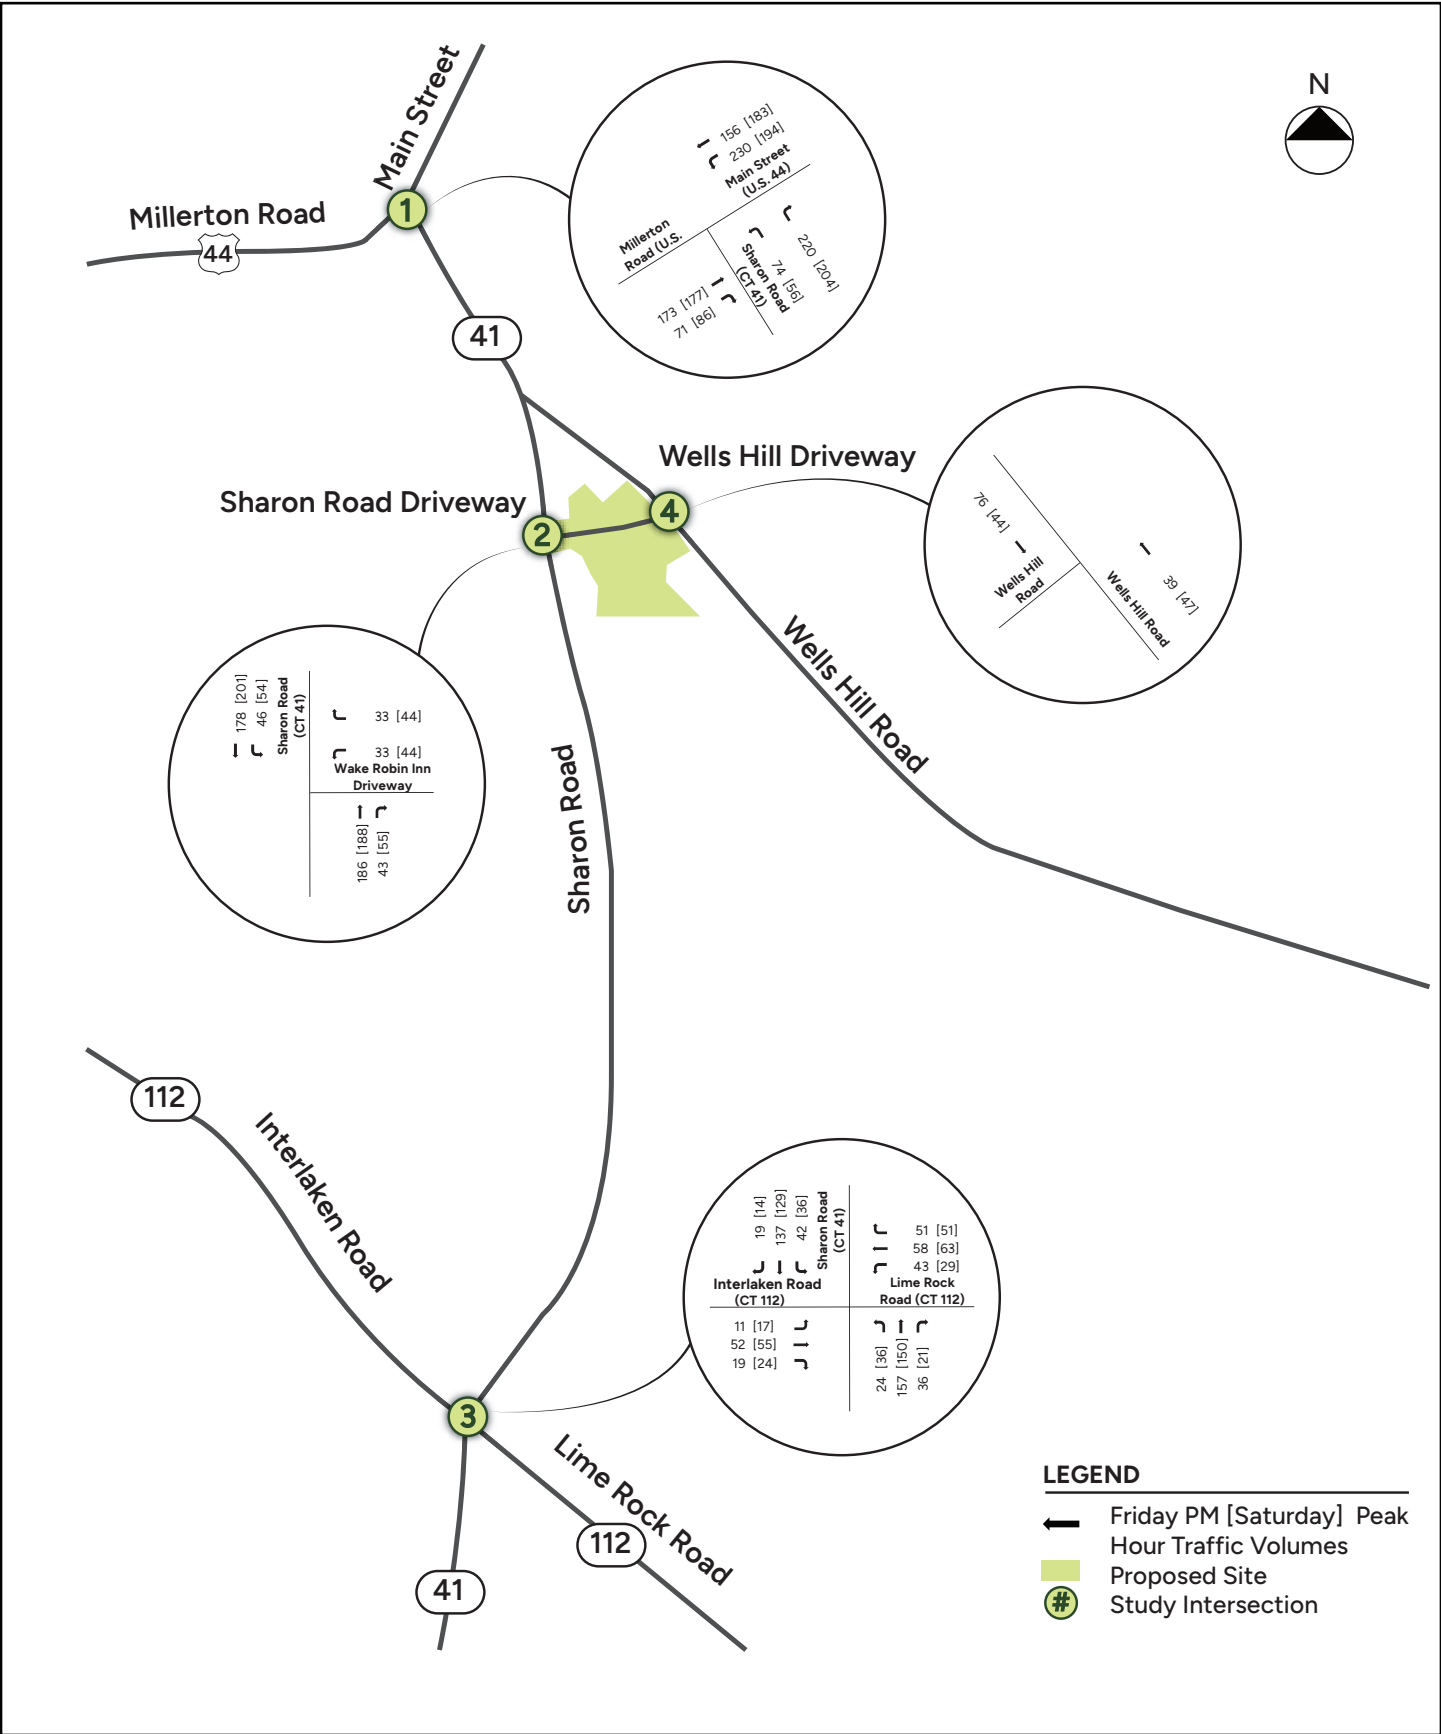 N
Main Street
Millerton Road
44
1
156 [183]
230 [194]
Main Street
(U.S. 44)
Millerton
Road (U.S.
220 [204]
74 [56]
Sharon Road
(CT 41)
173 [177]
71 [86]
41
Wells Hill Driveway
Sharon Road Driveway
2
4
76 [44]
Wells Hill
Road
39 [47]
Wells Hill Road
Wells Hill Road
178 [201]
46 [54]
Sharon Road
(CT 41)
33 [44]
33 [44]
Wake Robin Inn
Driveway
186 [188]
43 [55]
Sharon Road
112
Interlaken Road
19 [14]
137 [129]
42 [36]
Sharon Road
(CT 41)
51 [51]
58 [63]
43 [29]
Interlaken Road
(CT 112)
Lime Rock
Road (CT 112)
11 [17]
52 [55]
19 [24]
24 [36]
157 [150]
36 [21]
3
Lime Rock Road
112
41
LEGEND
Friday PM [Saturday] Peak
Hour Traffic Volumes
Proposed Site
# Study Intersection